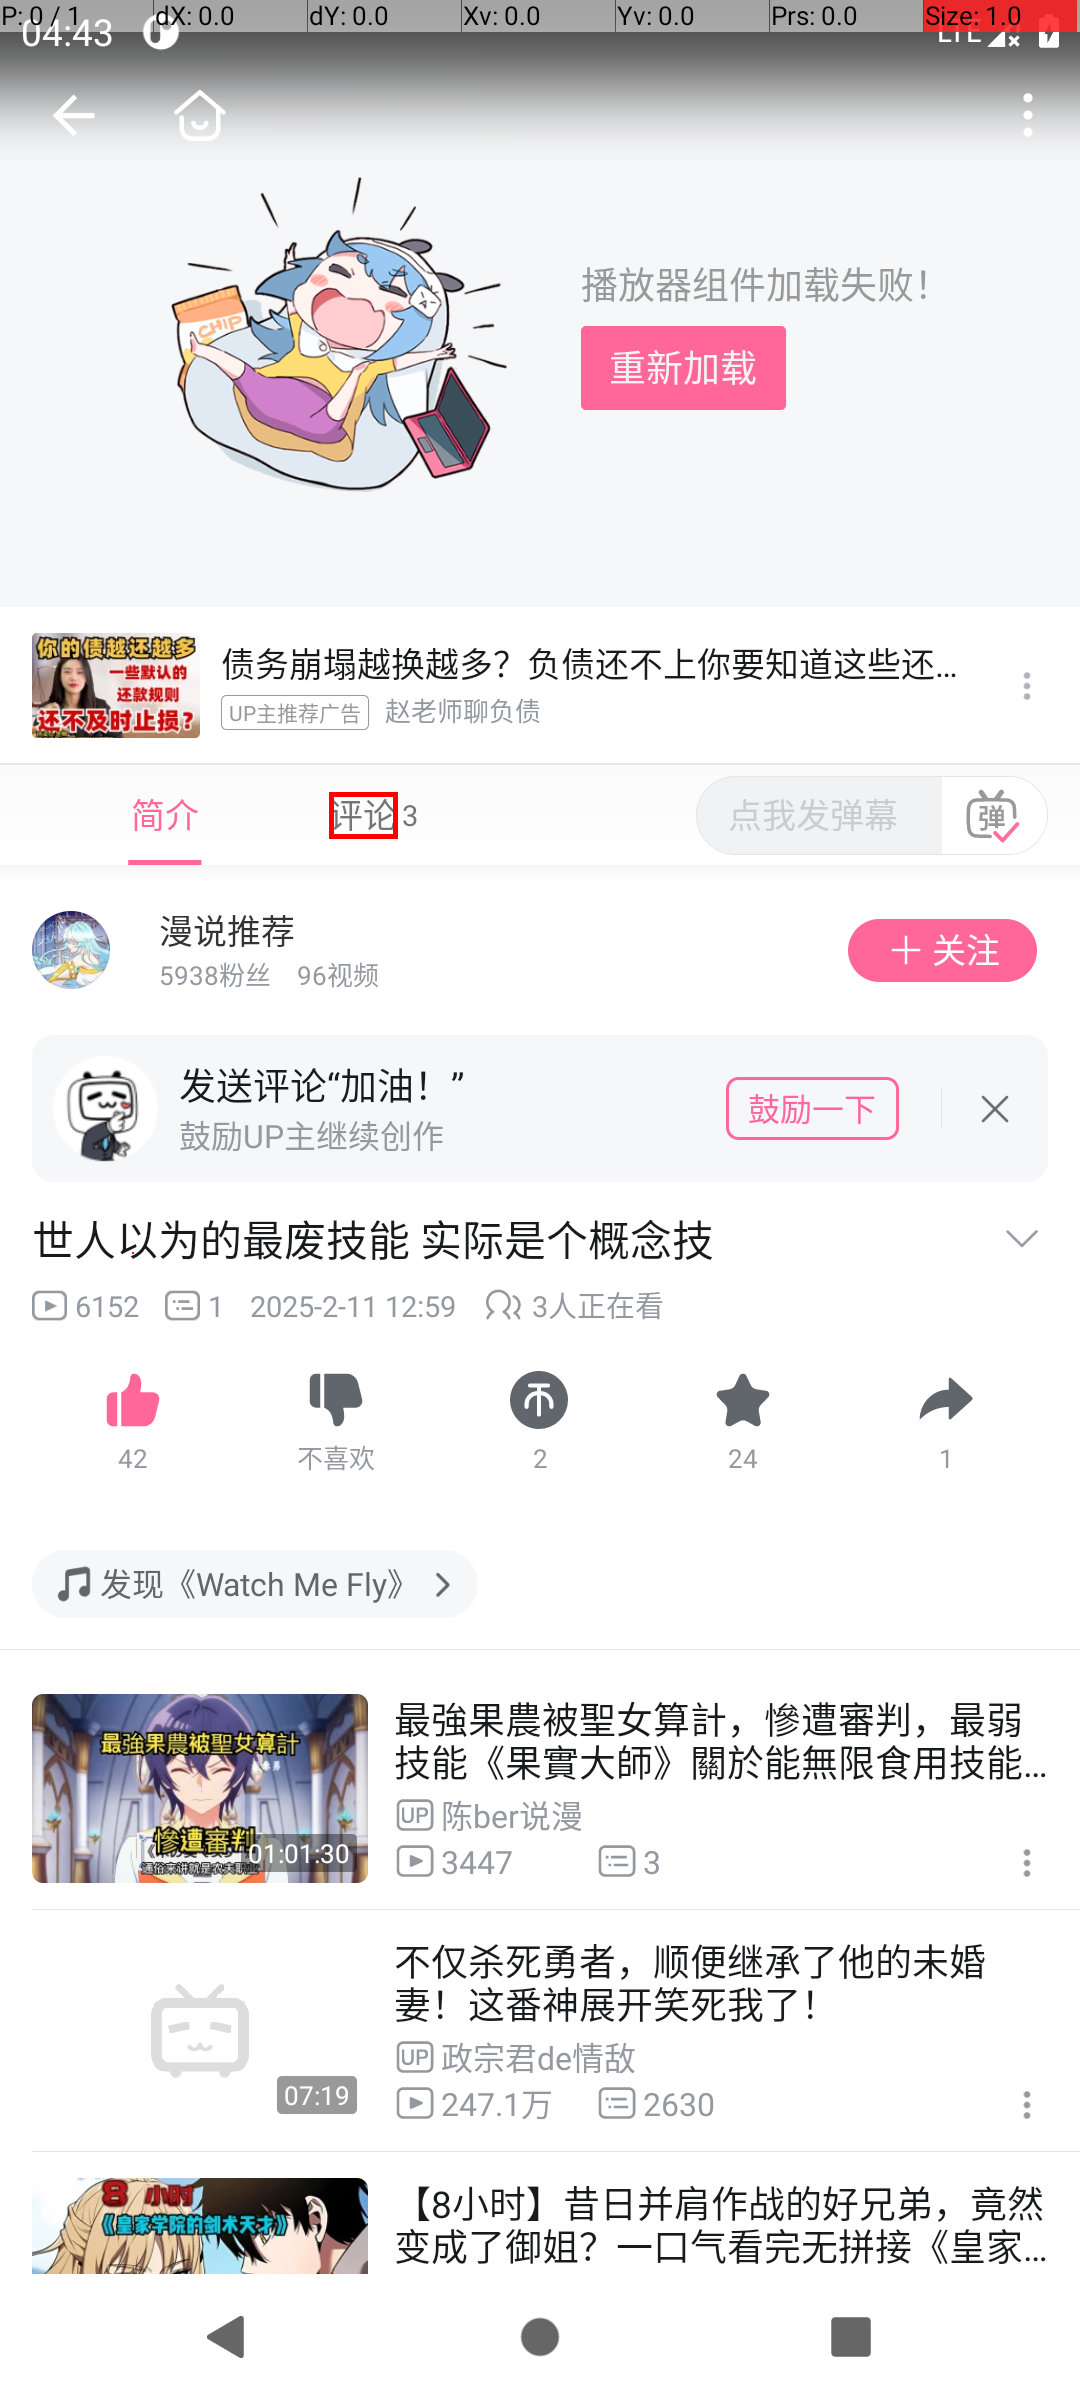 P: 0 / 1 dX: 0.0 dY: 0.0 Xv: 0.0 Yv: 0.0 Prs: 0.0 Size: 1.0
04:43 LTE
CHIP
播放器组件加载失败！
重新加载
你的债越还越多
一些默认的
还款规则
还不及时止损？
债务崩塌越换越多？负债还不上你要知道这些还...
UP主推荐广告 赵老师聊负债
简介 评论 3 点我发弹幕 弹
漫说推荐
5938粉丝 96视频
＋ 关注
发送评论“加油！”
鼓励UP主继续创作
鼓励一下
世人以为的最废技能 实际是个概念技
6152 1 2025-2-11 12:59 3人正在看
42 不喜欢 2 24 1
发现《Watch Me Fly》
最強果農被聖女算計
慘遭審判
01:01:30
最強果農被聖女算計，慘遭審判，最弱
技能《果實大師》關於能無限食用技能...
UP 陈ber说漫
3447 3
07:19
不仅杀死勇者，顺便继承了他的未婚
妻！这番神展开笑死我了！
UP 政宗君de情敌
247.1万 2630
8 小时
《皇家学院的剑术天才》
【8小时】昔日并肩作战的好兄弟，竟然
变成了御姐？一口气看完无拼接《皇家...